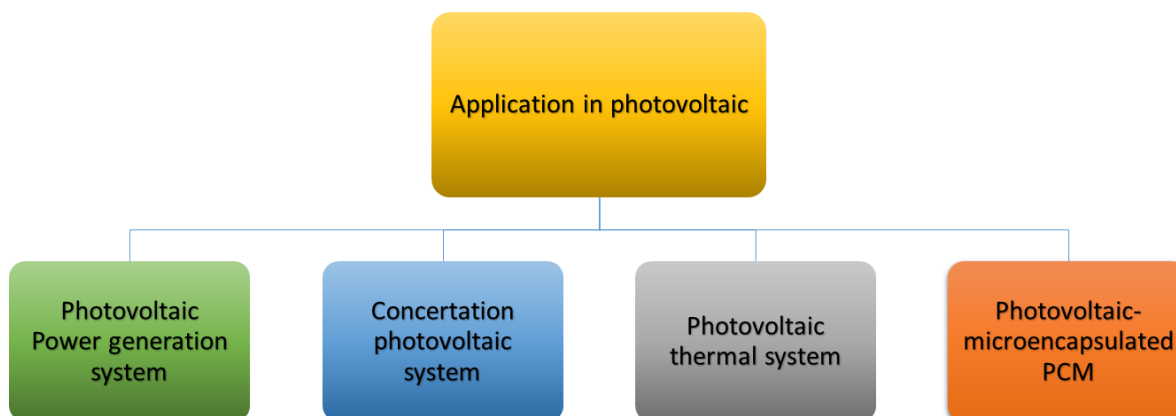 Application in photovoltaic
Photovoltaic
Power generation
system
Concertation
photovoltaic
system
Photovoltaic
thermal system
Photovoltaic-
microencapsulated
PCM